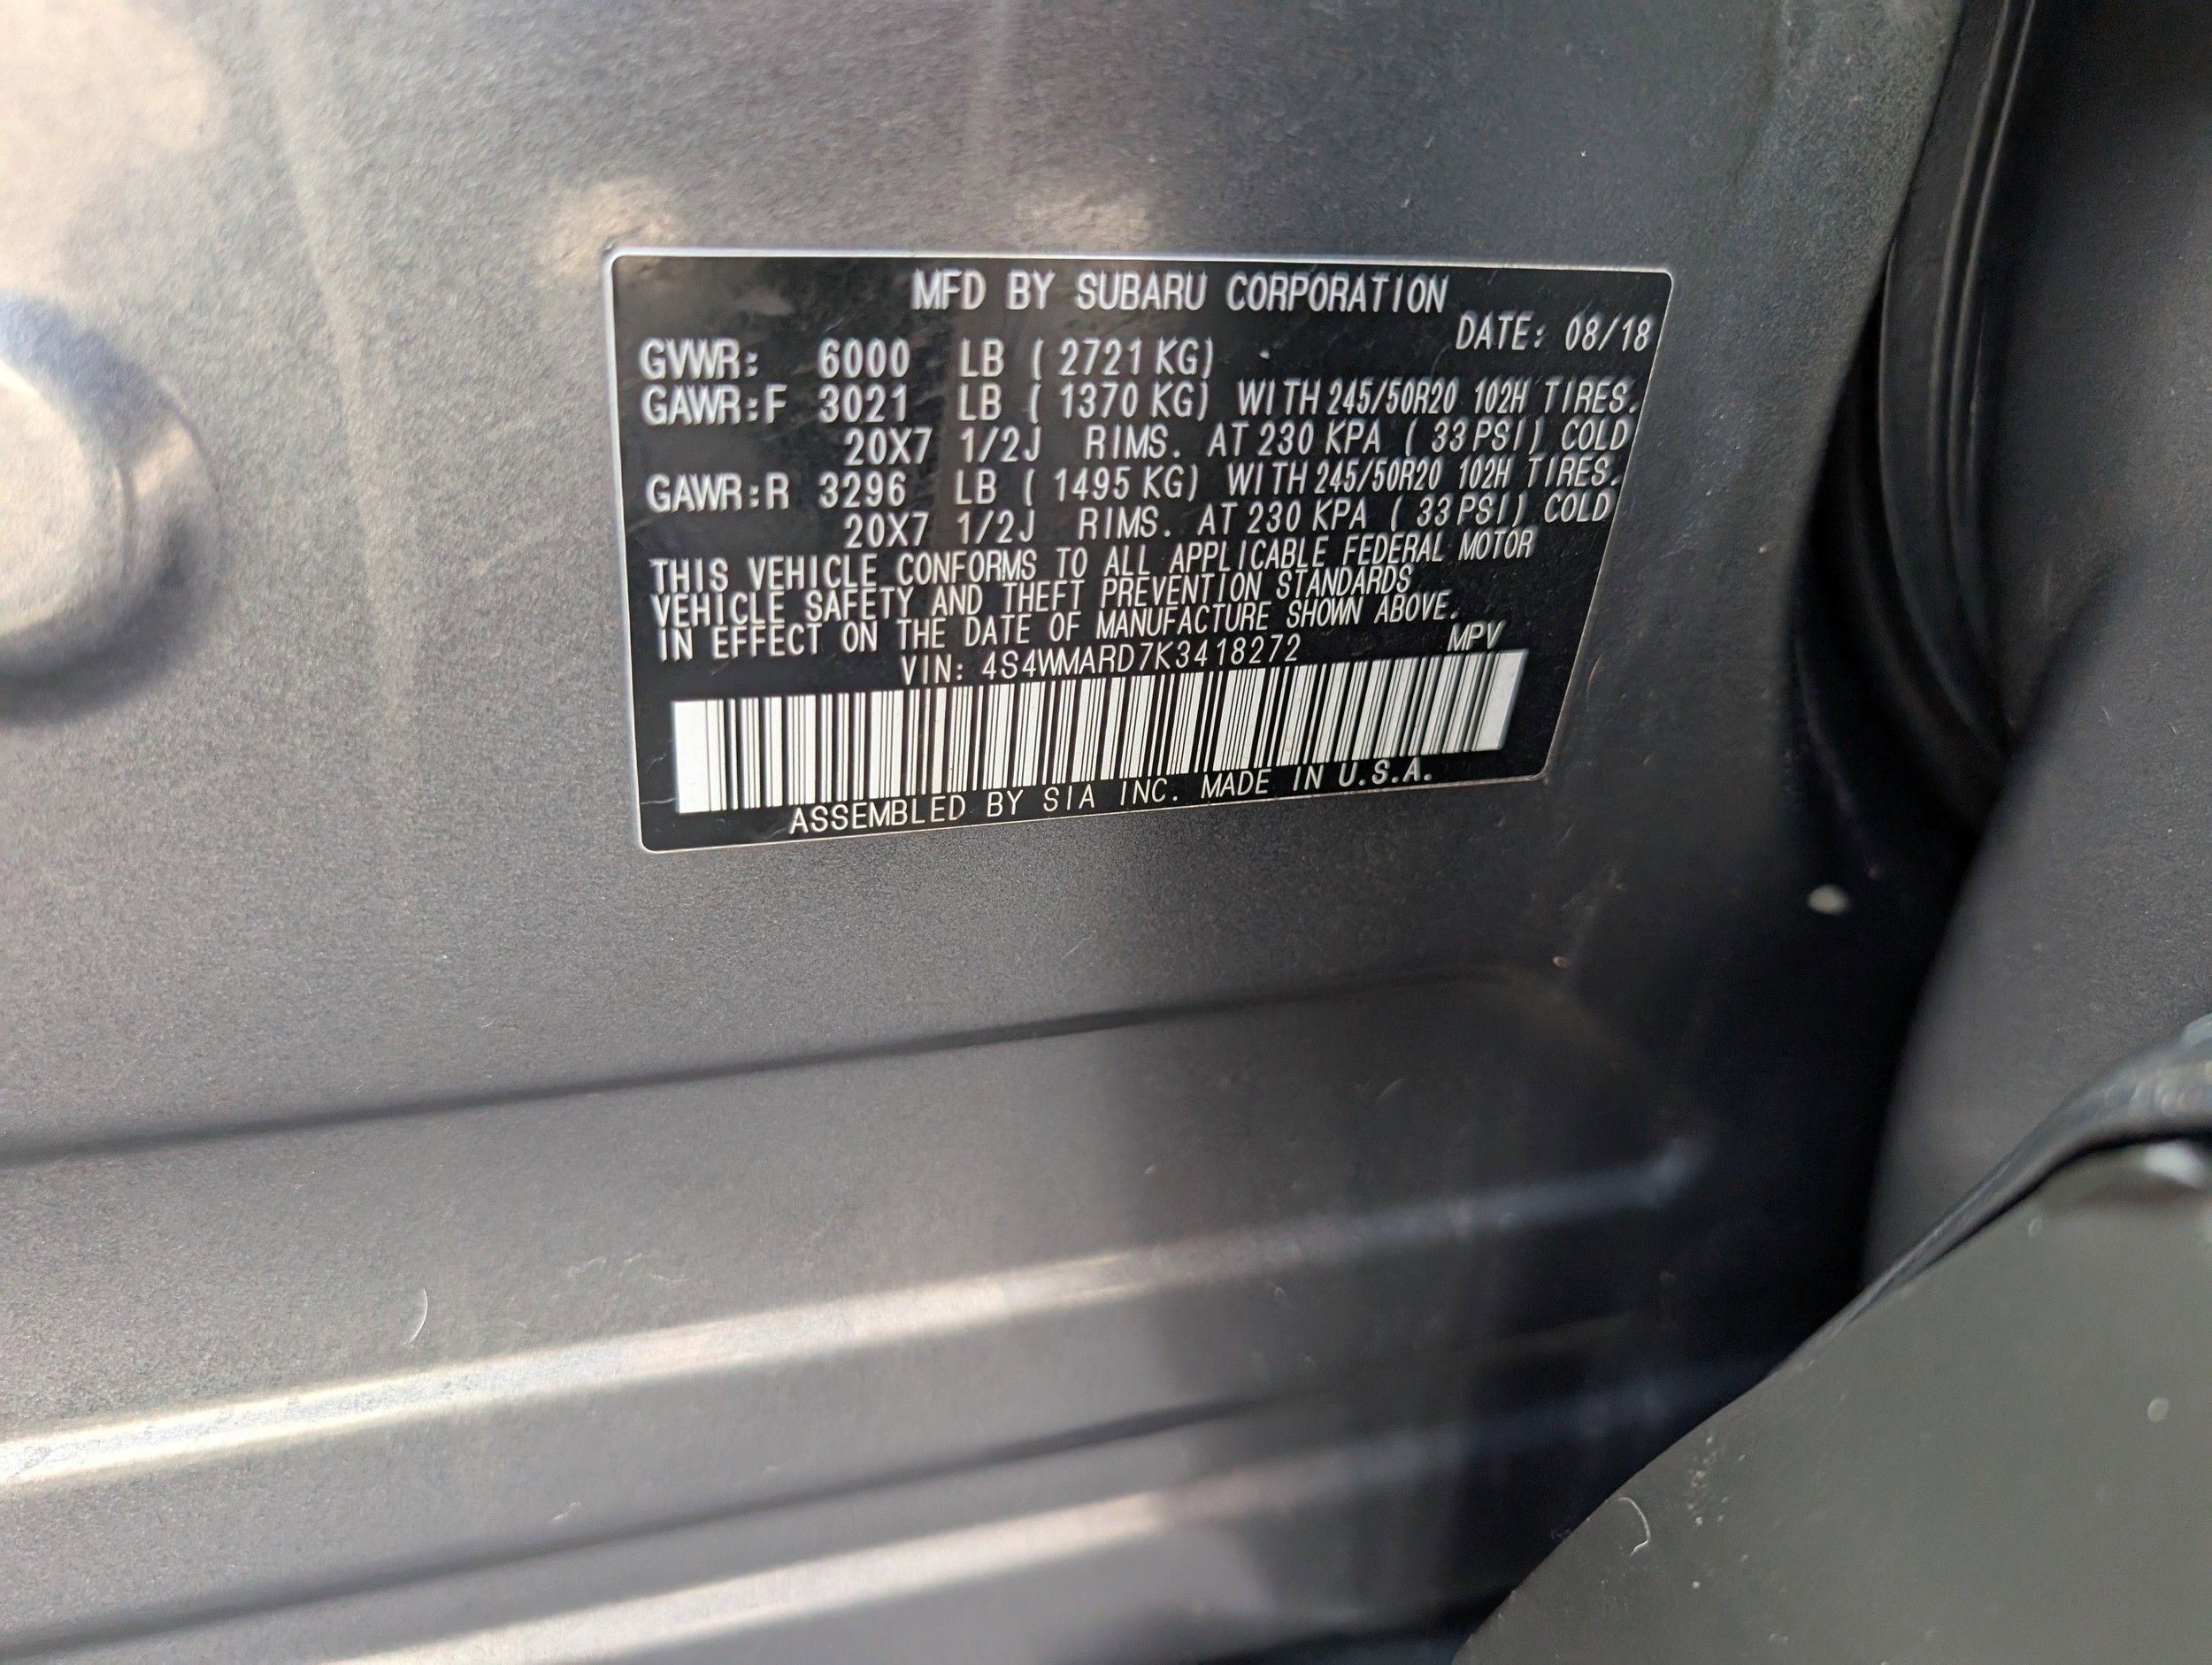 MFD BY SUBARU CORPORATION
DATE: 08/18
GVWR: 6000 LB ( 2721 KG)
GAWR:F 3021 LB ( 1370 KG) WITH 245/50R20 102H TIRES.
20X7 1/2J RIMS. AT 230 KPA ( 33 PSI) COLD
GAWR:R 3296 LB ( 1495 KG) WITH 245/50R20 102H TIRES.
20X7 1/2J RIMS. AT 230 KPA ( 33 PSI) COLD
THIS VEHICLE CONFORMS TO ALL APPLICABLE FEDERAL MOTOR
VEHICLE SAFETY AND THEFT PREVENTION STANDARDS
IN EFFECT ON THE DATE OF MANUFACTURE SHOWN ABOVE.
VIN: 4S4WMARD7K3418272 MPV
ASSEMBLED BY SIA INC. MADE IN U.S.A.